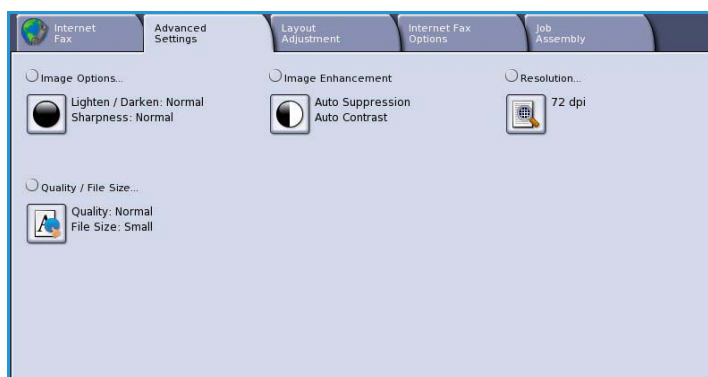 Internet
Fax
Advanced
Settings
Layout
Adjustment
Internet Fax
Options
Job
Assembly
Image Options...
Lighten / Darken: Normal
Sharpness: Normal
Image Enhancement
Auto Suppression
Auto Contrast
Resolution...
72 dpi
Quality / File Size...
Quality: Normal
File Size: Small